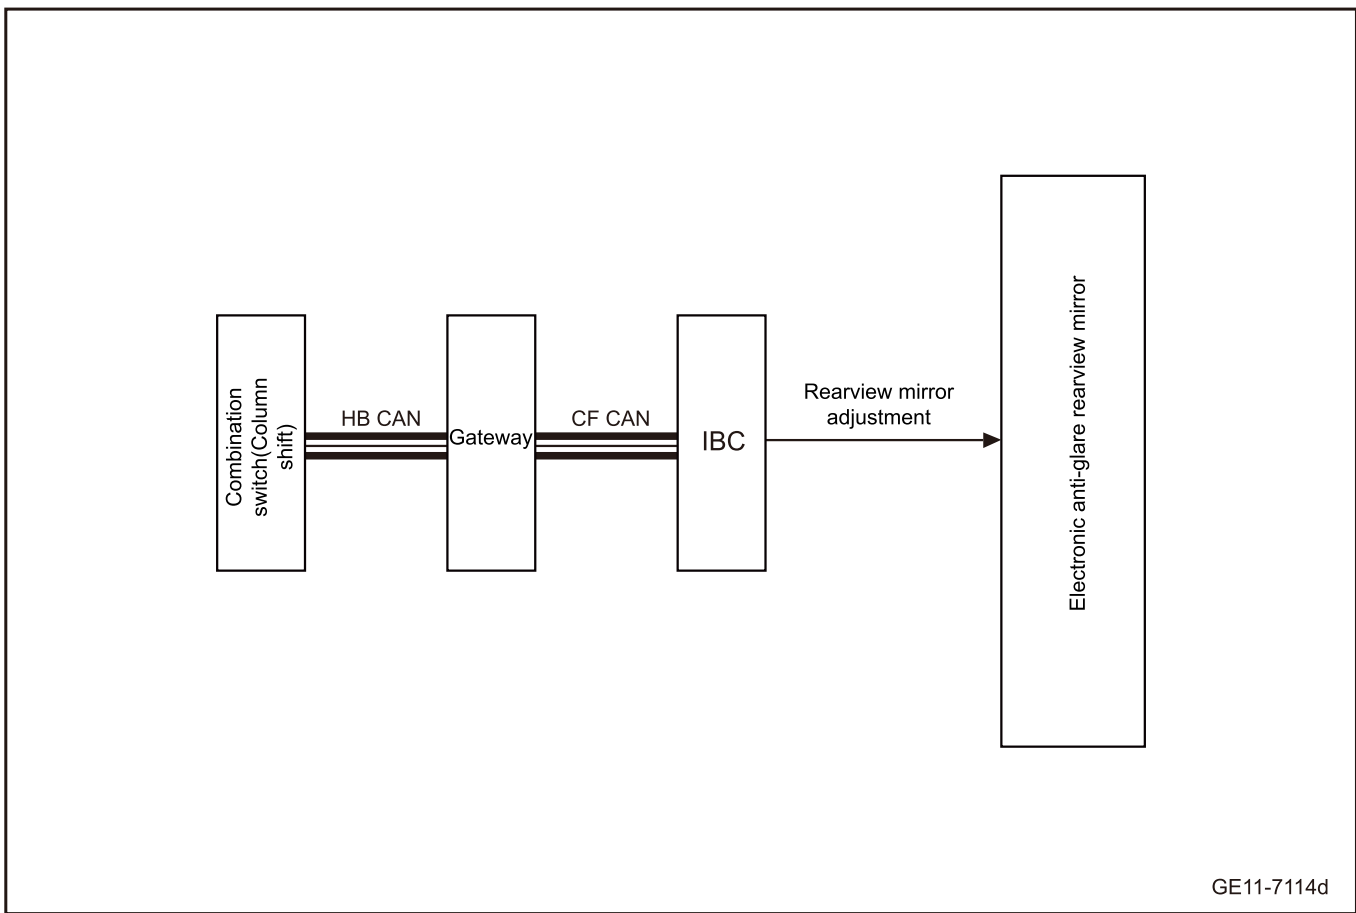 Combination
switch(Column
shift)
HB CAN
Gateway
CF CAN
IBC
Rearview mirror
adjustment
Electronic anti-glare rearview mirror
GE11-7114d